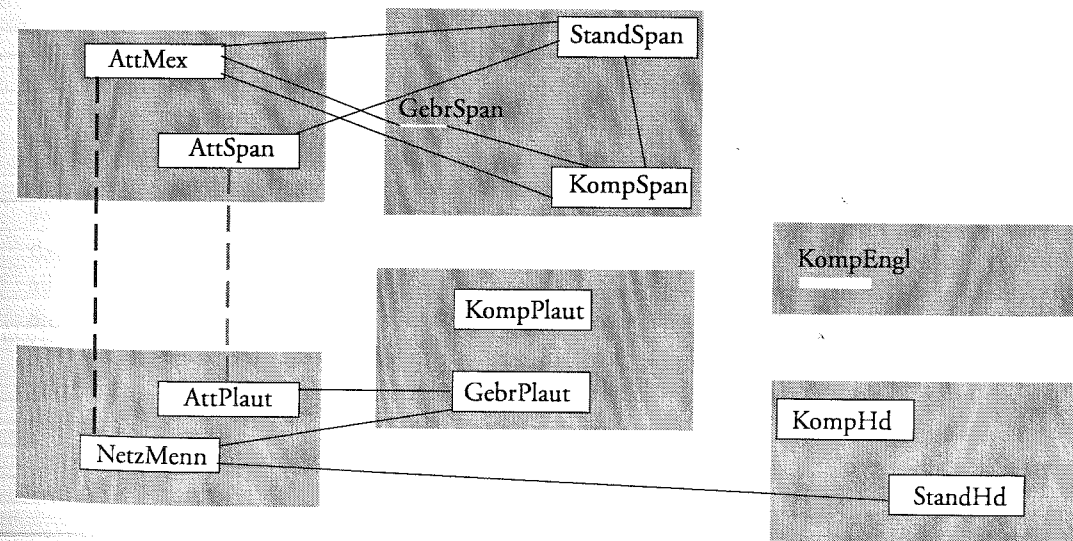 StandSpan
AttMex
GebrSpan
AttSpan
KompSpan
KompEngl
KompPlaut
AttPlaut
GebrPlaut
KompHd
NetzMenn
StandHd